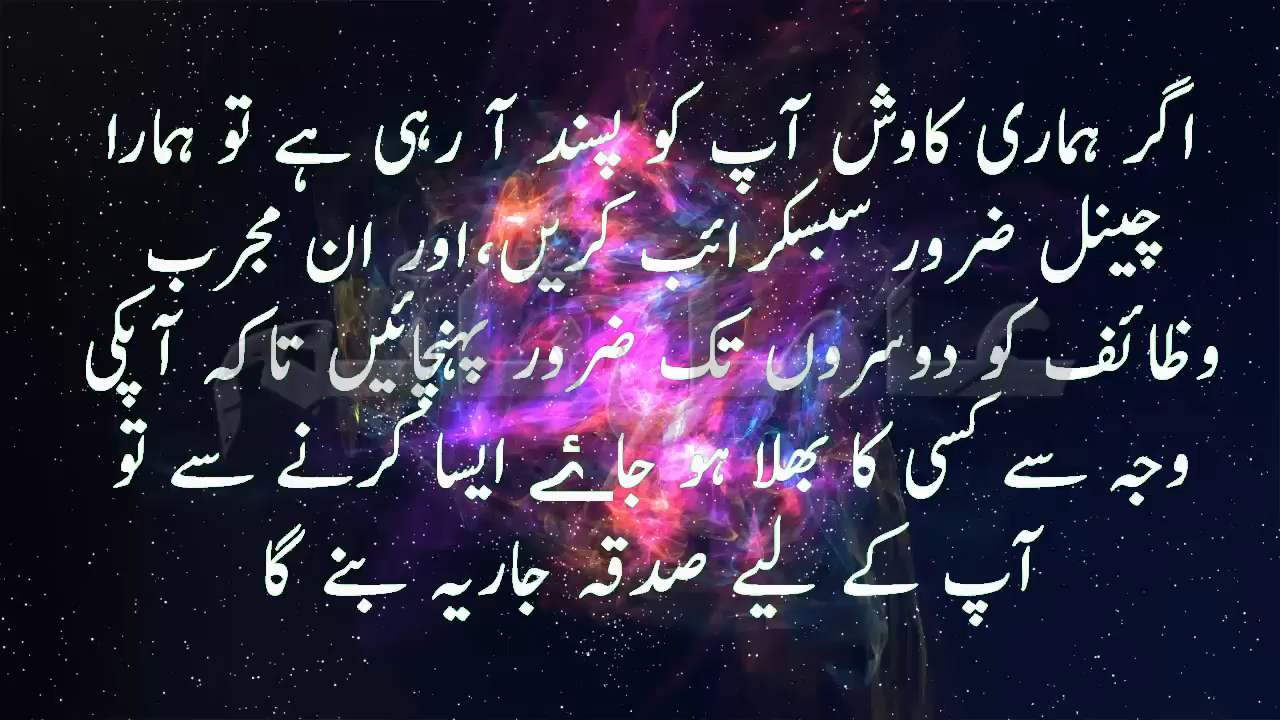 اگر ہماری کاوش آپ کو پسند آ رہی ہے تو ہمارا
چینل ضرور سبسکرائب کریں،اور ان مجرب
وظائف کو دوسروں تک ضرور پہنچائیں تاکہ آپکی
وجہ سے کسی کا بھلا ہو جائے ایسا کرنے سے تو
آپ کے لیے صدقہ جاریہ بنے گا